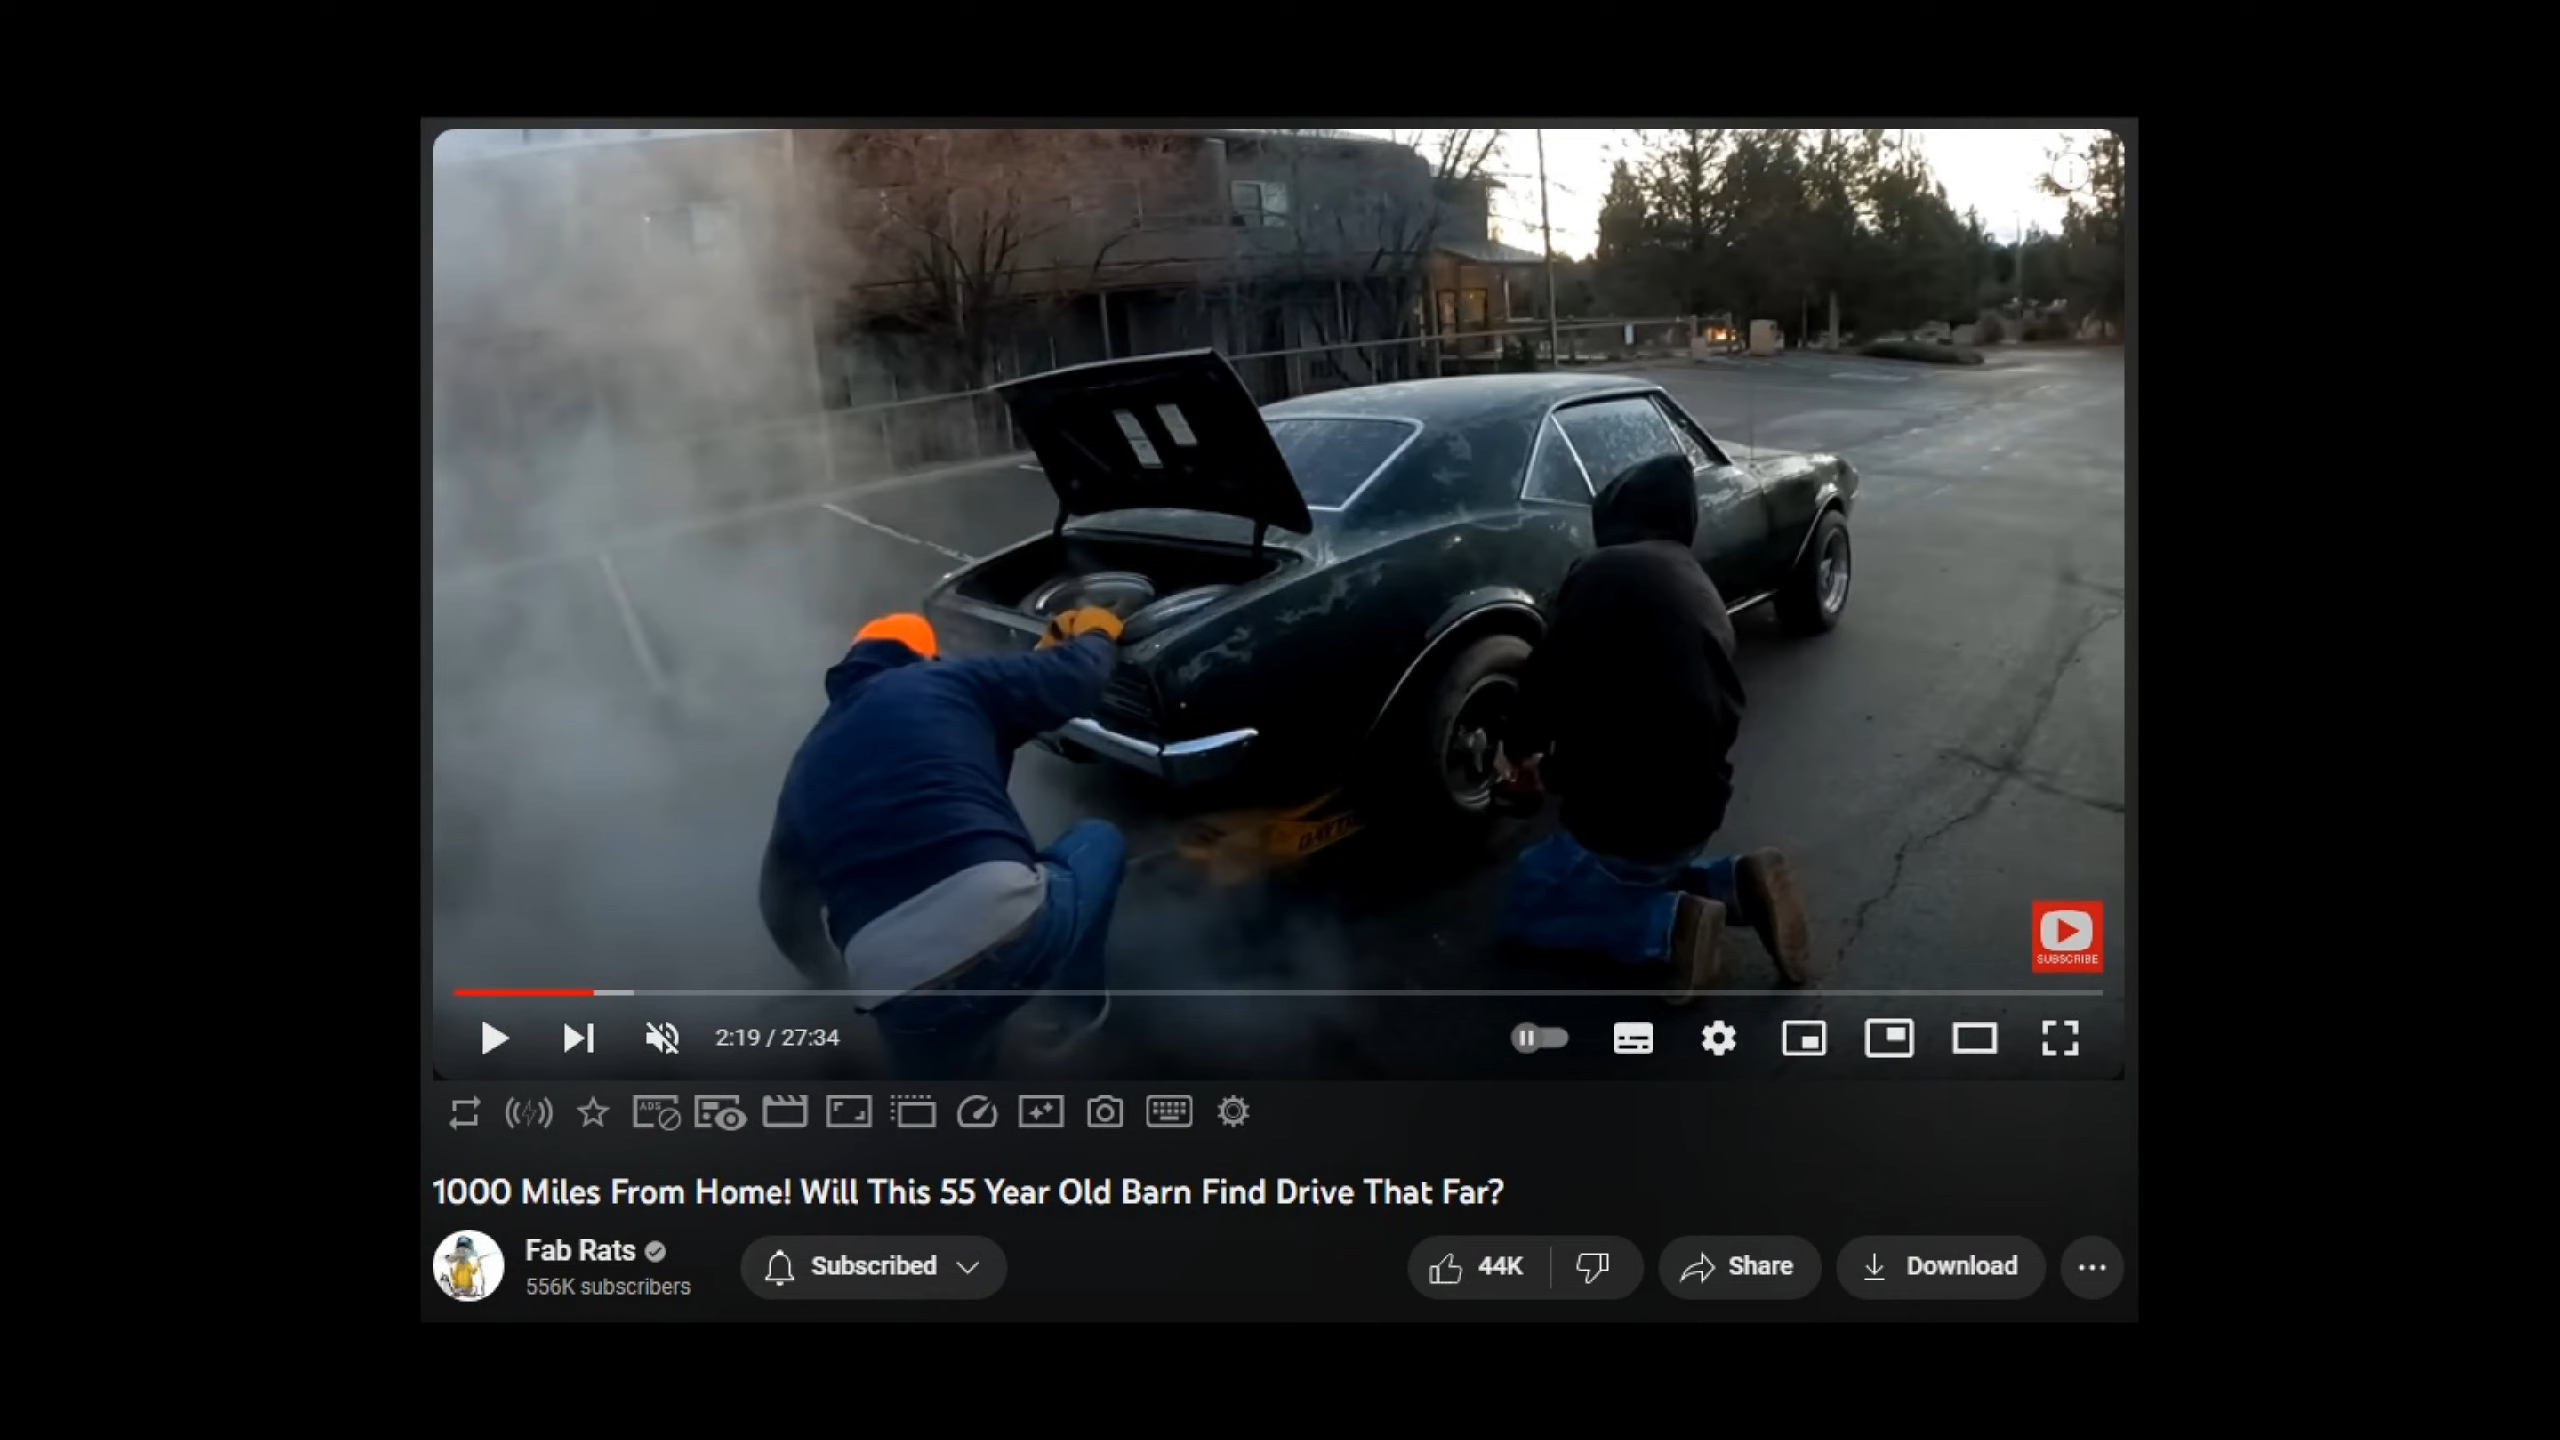 SUBSCRIBE
2:19 / 27:34
ADS
1000 Miles From Home! Will This 55 Year Old Barn Find Drive That Far?
Fab Rats
556K subscribers
Subscribed
44K
Share
Download